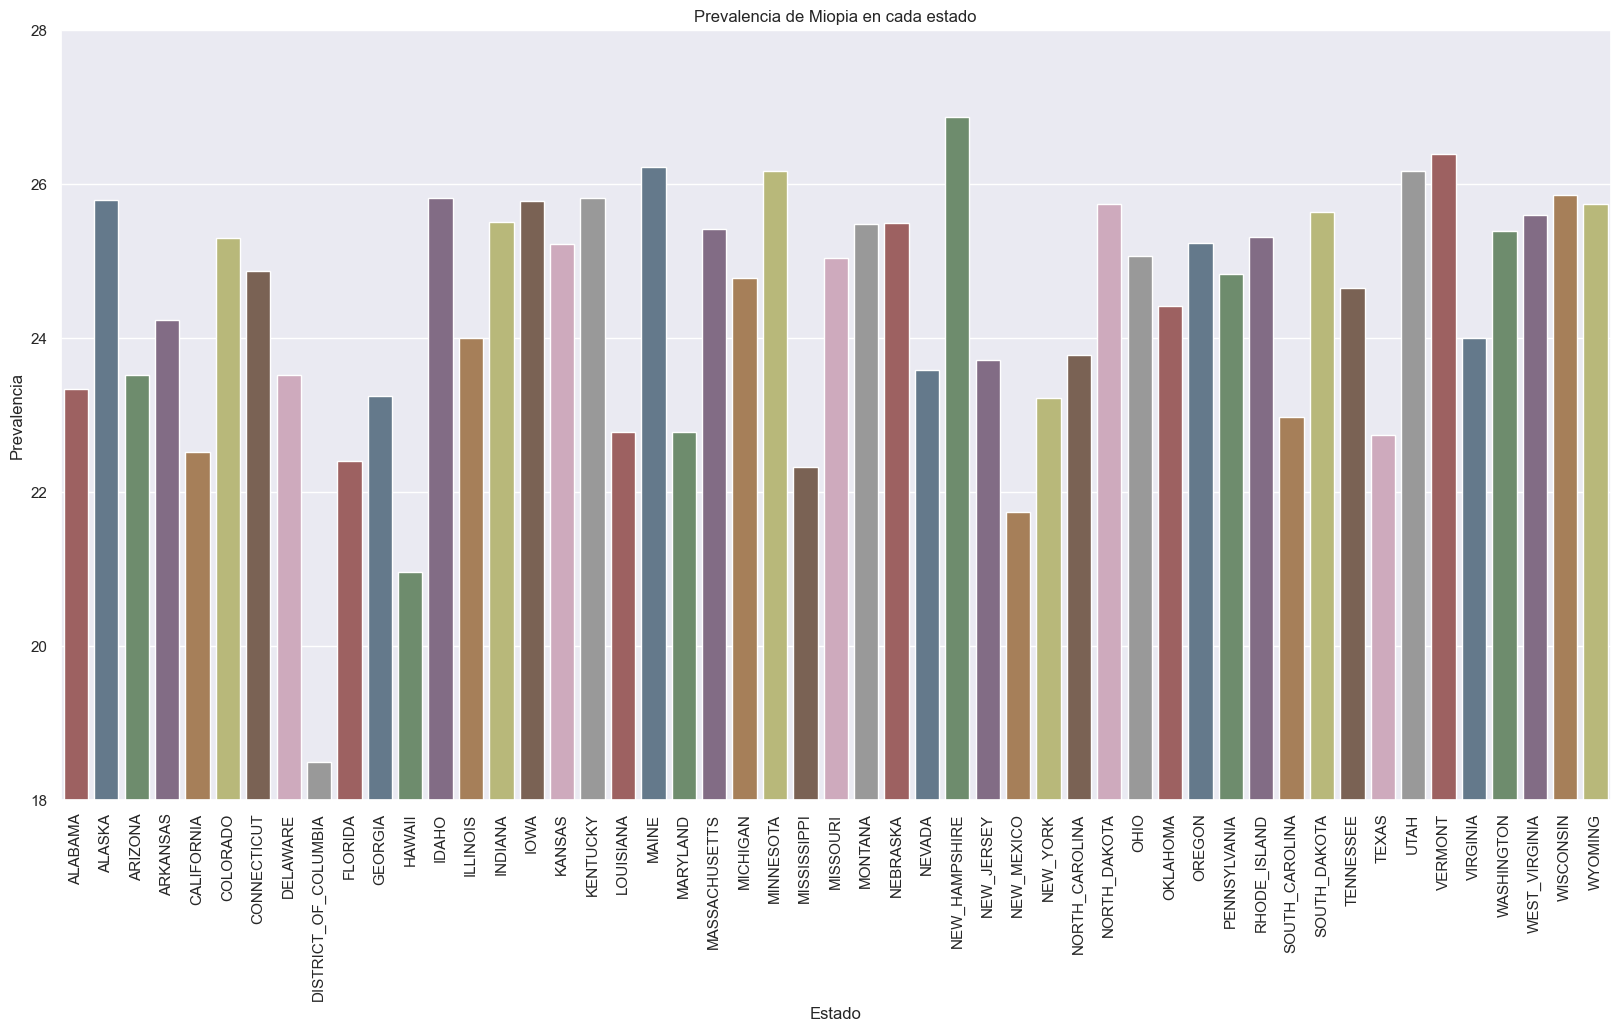 Prevalencia de Miopia en cada estado
28
26
24
22
20
18
Prevalencia
ALABAMA
ALASKA
ARIZONA
ARKANSAS
CALIFORNIA
COLORADO
CONNECTICUT
DELAWARE
DISTRICT_OF_COLUMBIA
FLORIDA
GEORGIA
HAWAII
IDAHO
ILLINOIS
INDIANA
IOWA
KANSAS
KENTUCKY
LOUISIANA
MAINE
MARYLAND
MASSACHUSETTS
MICHIGAN
MINNESOTA
MISSISSIPPI
MISSOURI
MONTANA
NEBRASKA
NEVADA
NEW_HAMPSHIRE
NEW_JERSEY
NEW_MEXICO
NEW_YORK
NORTH_CAROLINA
NORTH_DAKOTA
OHIO
OKLAHOMA
OREGON
PENNSYLVANIA
RHODE_ISLAND
SOUTH_CAROLINA
SOUTH_DAKOTA
TENNESSEE
TEXAS
UTAH
VERMONT
VIRGINIA
WASHINGTON
WEST_VIRGINIA
WISCONSIN
WYOMING
Estado